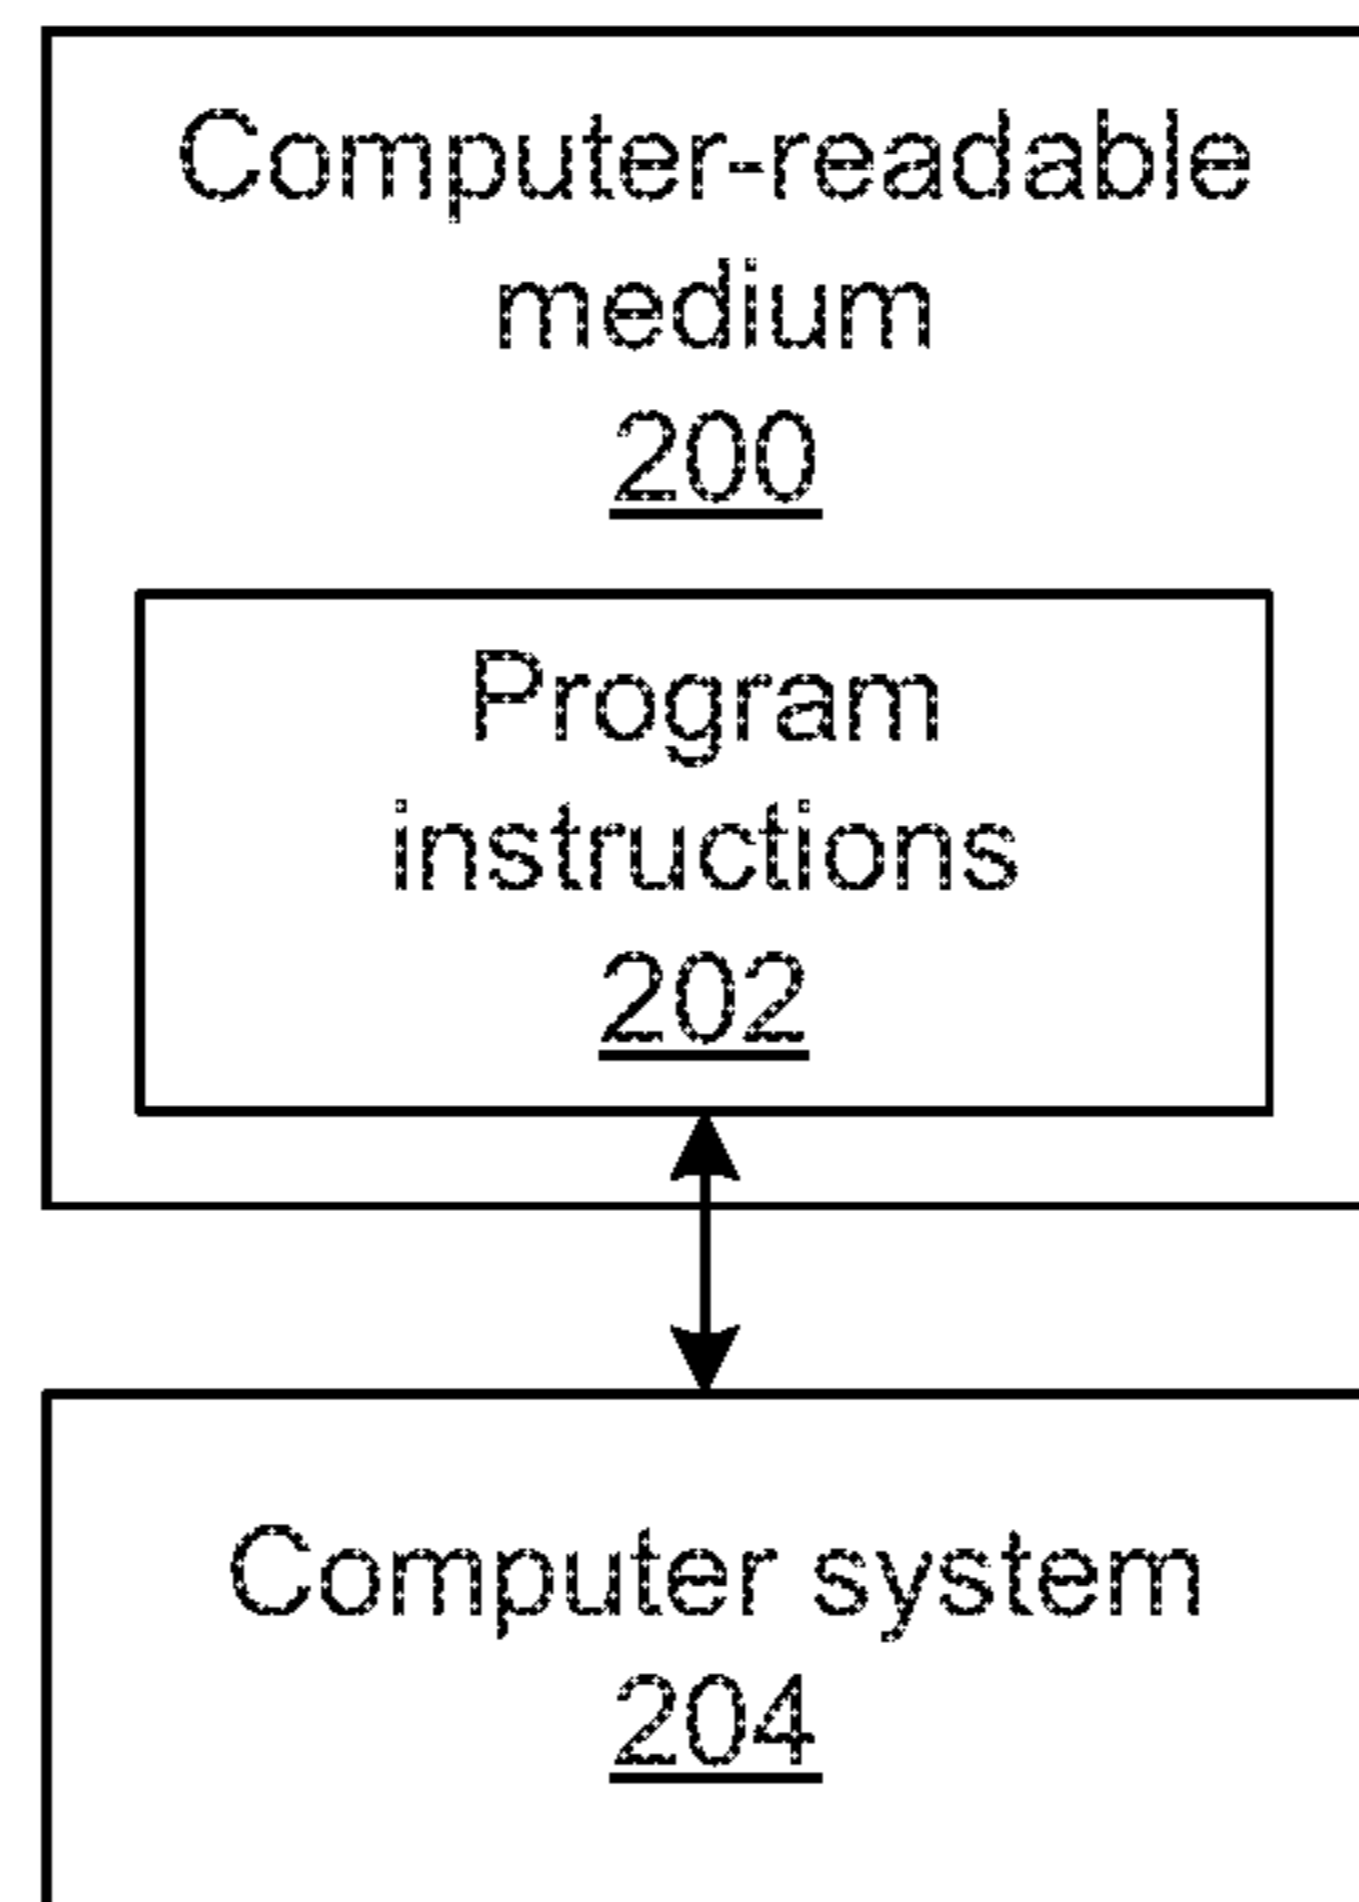 Computer-readable
medium
200
Program
instructions
202
Computer system
204